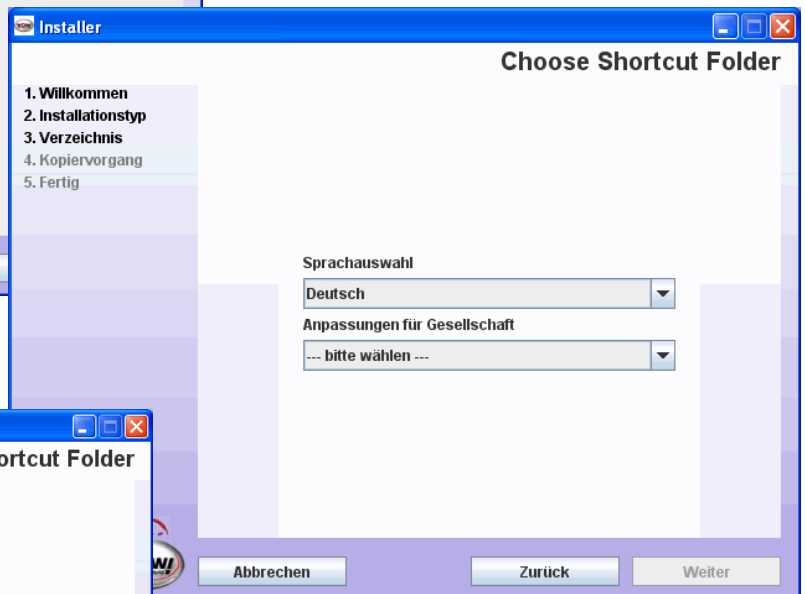 Installer
Choose Shortcut Folder
1. Willkommen
2. Installationstyp
3. Verzeichnis
4. Kopiervorgang
5. Fertig
Sprachauswahl
Deutsch
Anpassungen für Gesellschaft
--- bitte wählen ---
ortcut Folder
W!
Abbrechen
Zurück
Weiter